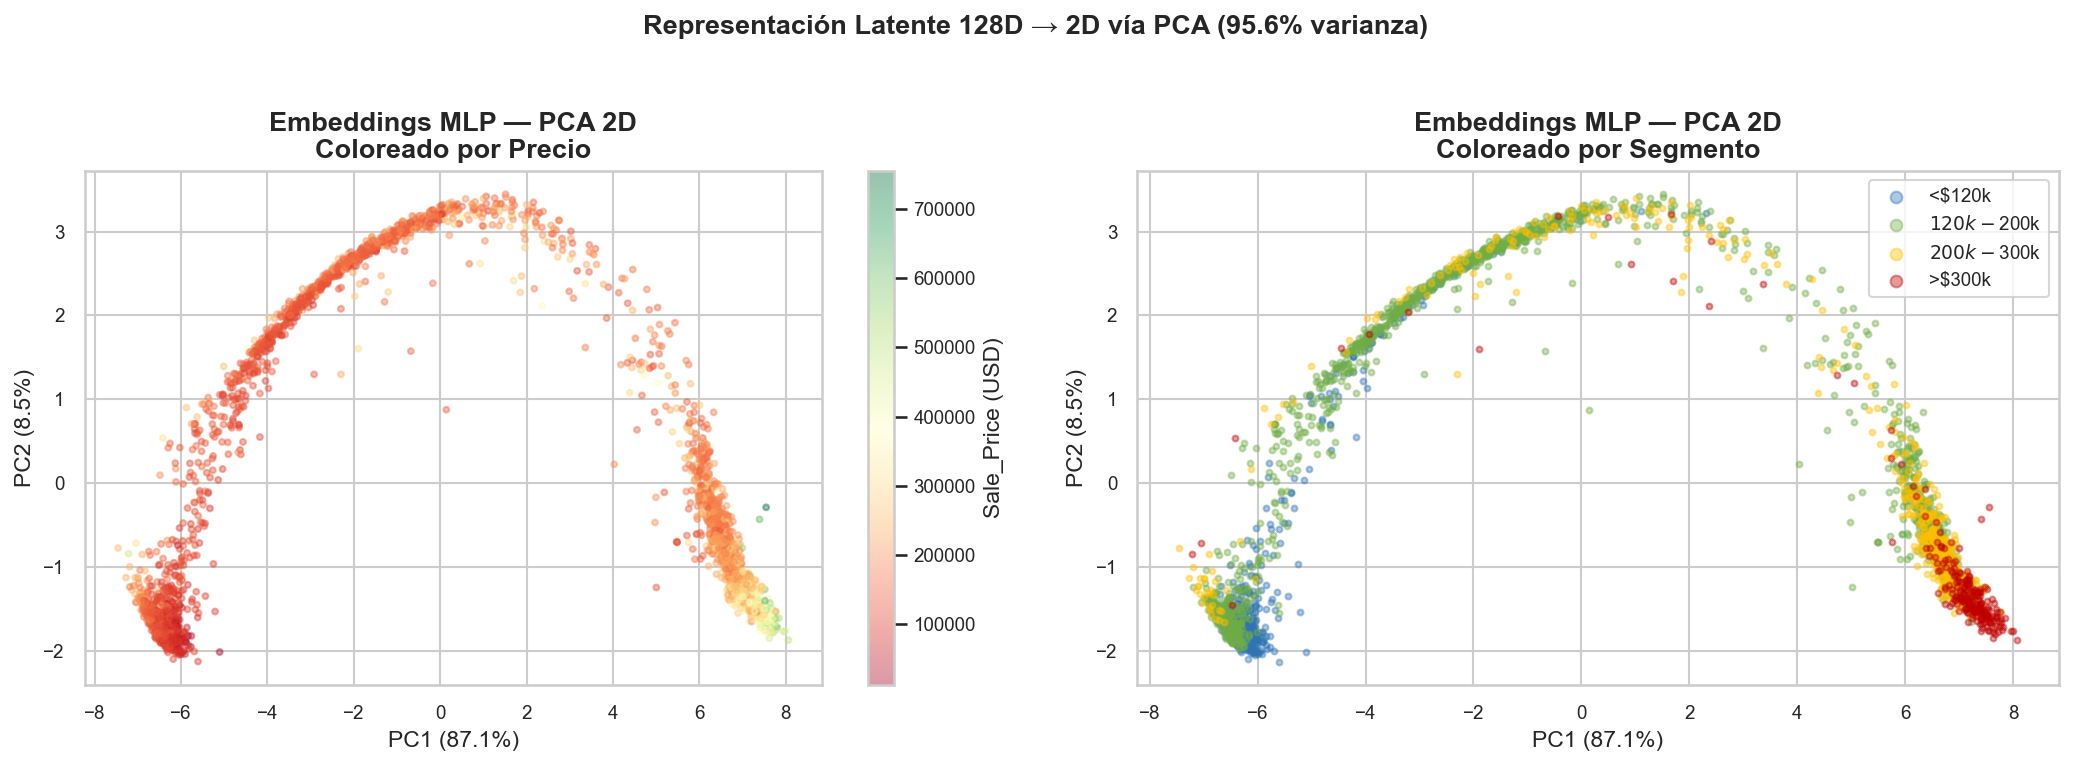 Representación Latente 128D → 2D vía PCA (95.6% varianza)
Embeddings MLP — PCA 2D
Coloreado por Precio
3
2
1
0
−1
−2
PC2 (8.5%)
−8 −6 −4 −2 0 2 4 6 8
PC1 (87.1%)
700000
600000
500000
400000
300000
200000
100000
Sale_Price (USD)
Embeddings MLP — PCA 2D
Coloreado por Segmento
<$120k
120k − 200k
200k − 300k
>$300k
3
2
1
0
−1
−2
PC2 (8.5%)
−8 −6 −4 −2 0 2 4 6 8
PC1 (87.1%)